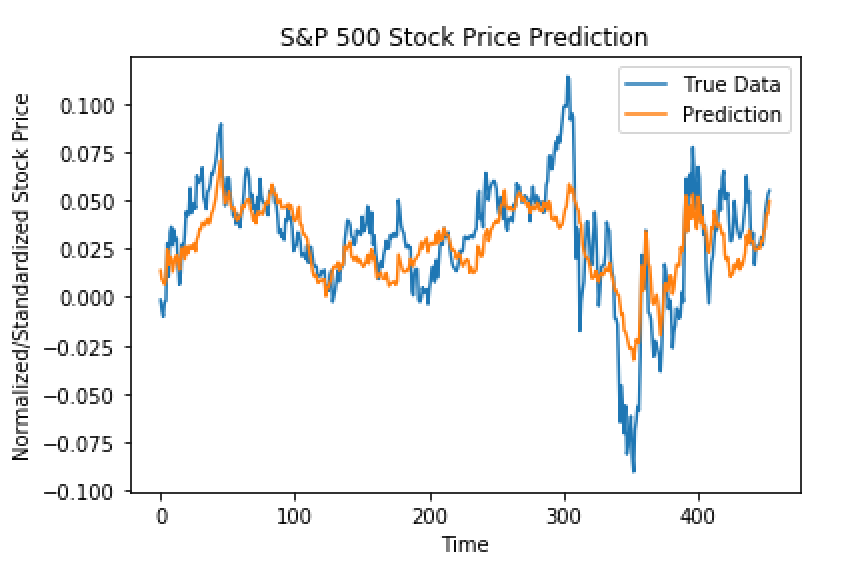 S&P 500 Stock Price Prediction
True Data
Prediction
Normalized/Standardized Stock Price
0.100
0.075
0.050
0.025
0.000
−0.025
−0.050
−0.075
−0.100
0 100 200 300 400
Time